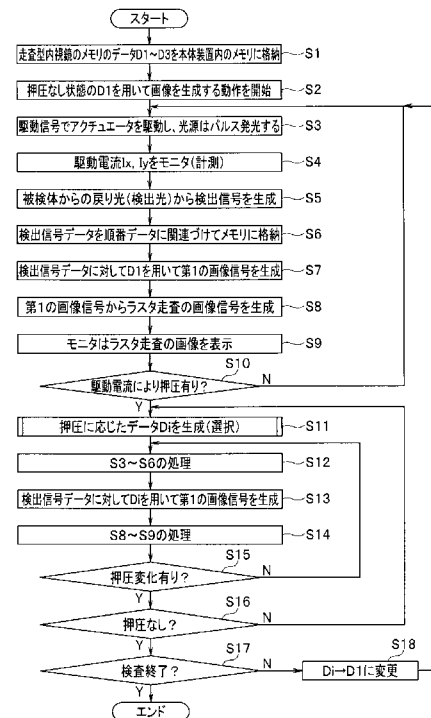 スタート
走査型内視鏡のメモリのデータD1～D3を本体装置内のメモリに格納
S1
押圧なし状態のD1を用いて画像を生成する動作を開始
S2
駆動信号でアクチュエータを駆動し、光源はパルス発光する
S3
駆動電流Ix, Iyをモニタ(計測)
S4
被検体からの戻り光(検出光)から検出信号を生成
S5
検出信号データを順番データに関連づけてメモリに格納
S6
検出信号データに対してD1を用いて第1の画像信号を生成
S7
第1の画像信号からラスタ走査の画像信号を生成
S8
モニタはラスタ走査の画像を表示
S9
駆動電流により押圧有り?
S10
N
Y
押圧に応じたデータDiを生成(選択)
S11
S3～S6の処理
S12
検出信号データに対してDiを用いて第1の画像信号を生成
S13
S8～S9の処理
S14
押圧変化有り?
S15
N
Y
押圧なし?
S16
N
Y
検査終了?
S17
N
Di→D1に変更
S18
Y
エンド